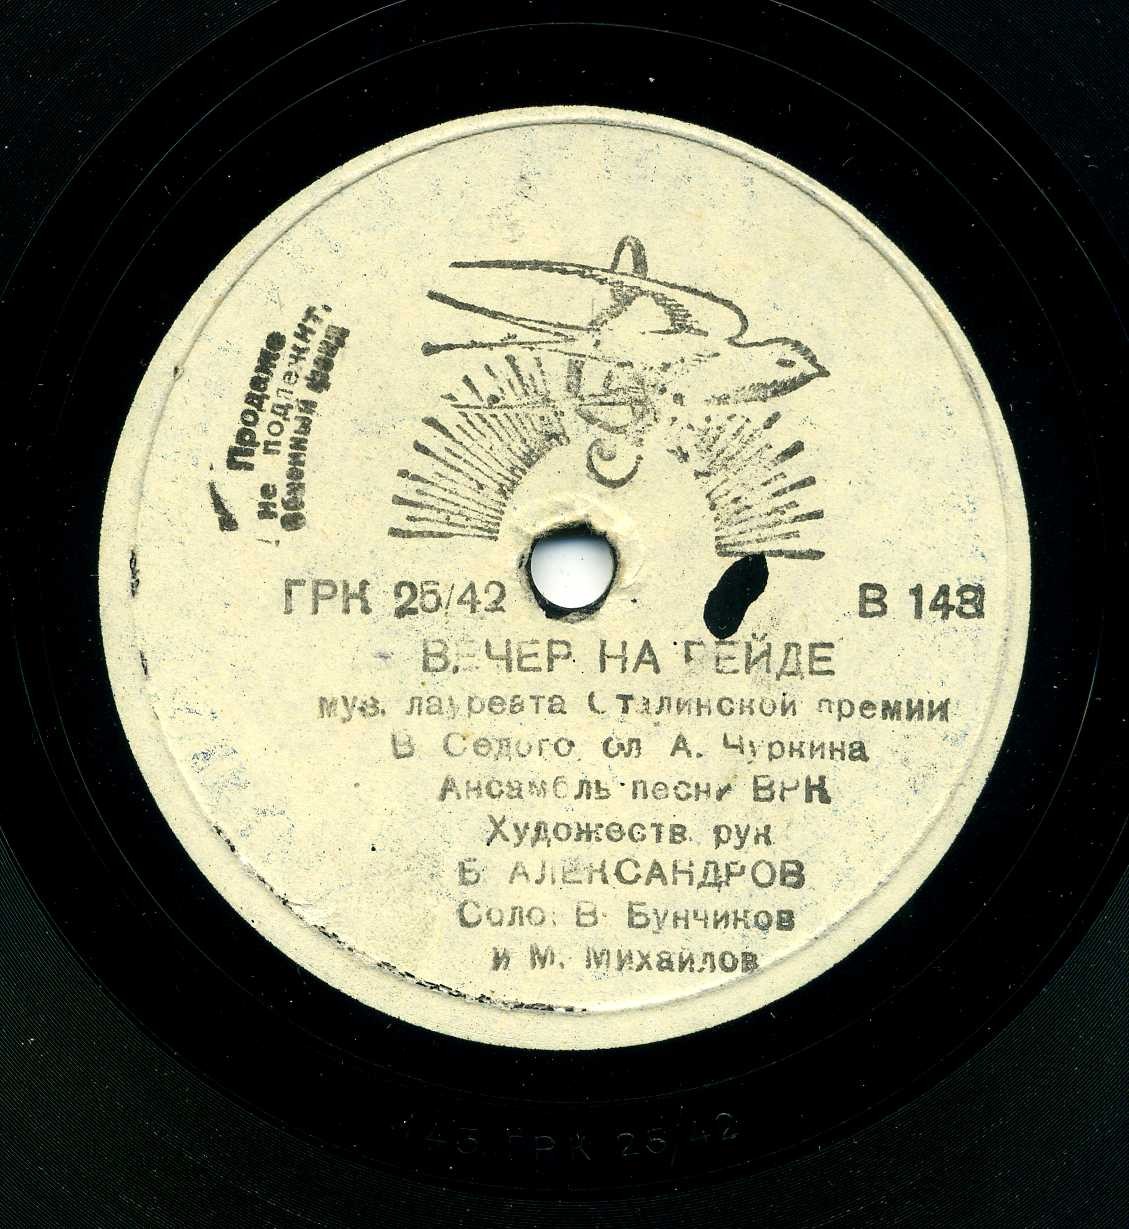 Продаже
не подлежит.
Обменный фонд
ГРК 25/42
В 143
ВЕЧЕР НА РЕЙДЕ
муз. лауреата Сталинской премии
В Седого, сл А. Чуркина
Ансамбль песни ВРК
Художеств. рук
Б АЛЕКСАНДРОВ
Соло: В Бунчиков
и М. Михайлов
143 ГРК 25/42